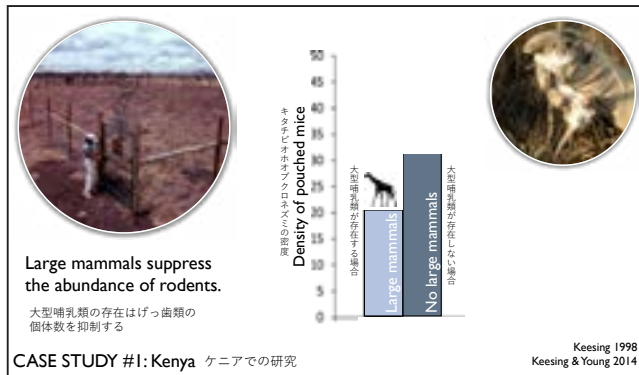 Large mammals suppress
the abundance of rodents.
大型哺乳類の存在はげっ歯類の
個体数を抑制する
キタチビオホオブクロネズミの密度
Density of pouched mice
50
45
40
35
30
25
20
15
10
5
0
大型哺乳類が存在する場合
Large mammals
No large mammals
大型哺乳類が存在しない場合
CASE STUDY #1: Kenya ケニアでの研究
Keesing 1998
Keesing & Young 2014